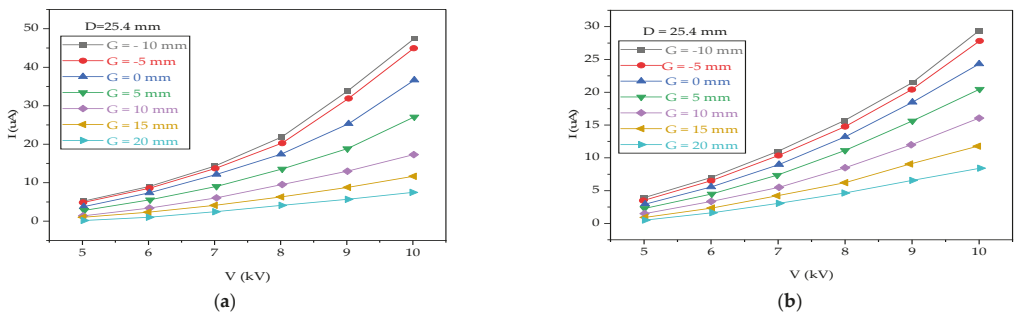 D=25.4 mm
G = - 10 mm
G = -5 mm
G = 0 mm
G = 5 mm
G = 10 mm
G = 15 mm
G = 20 mm
I(uA)
50
40
30
20
10
0
5 6 7 8 9 10
V (kV)
(a)
D = 25.4 mm
G = -10 mm
G = -5 mm
G = 0 mm
G = 5 mm
G = 10 mm
G = 15 mm
G = 20 mm
I(uA)
30
25
20
15
10
5
0
5 6 7 8 9 10
V (kV)
(b)